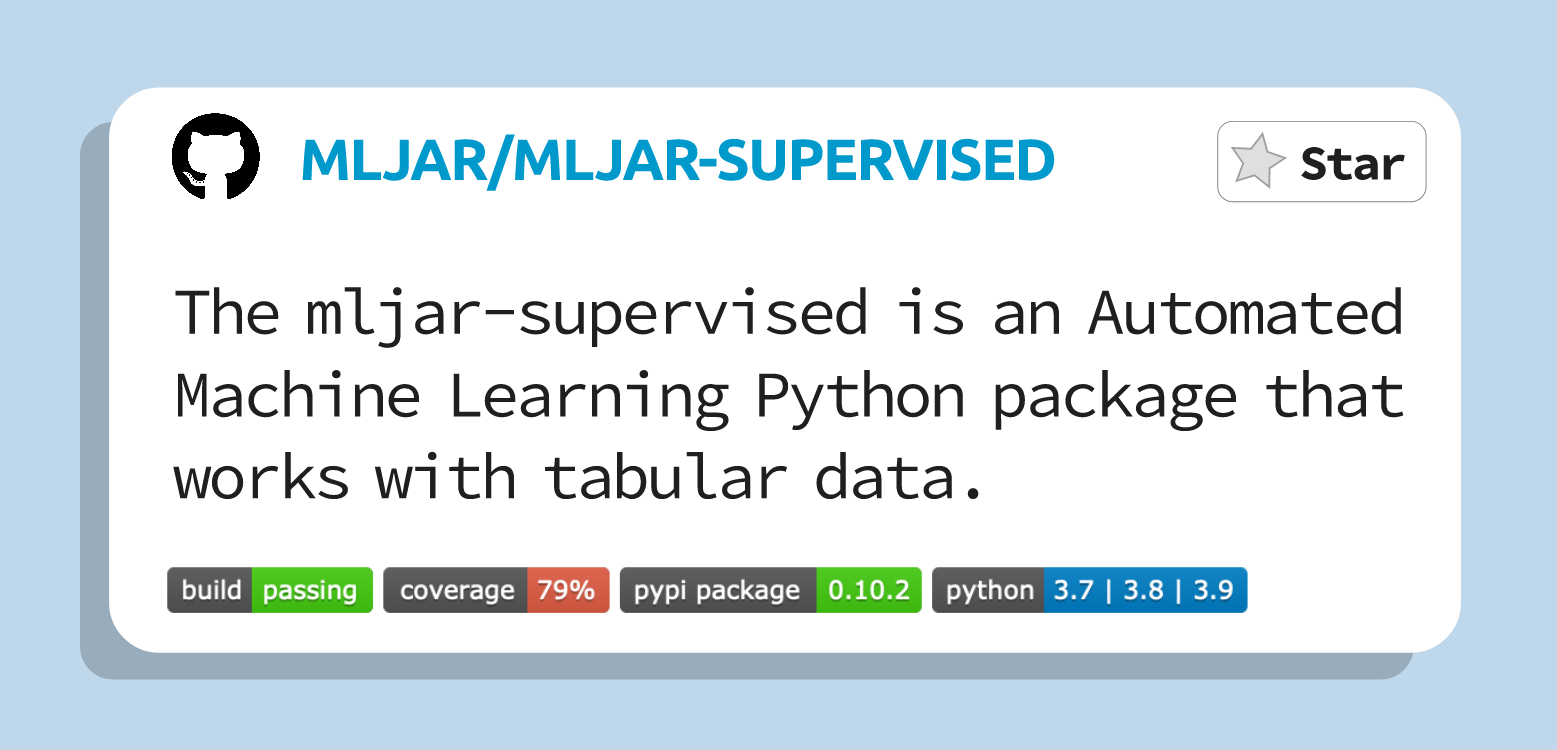 MLJAR/MLJAR-SUPERVISED
Star
The mljar-supervised is an Automated
Machine Learning Python package that
works with tabular data.
build passing coverage 79% pypi package 0.10.2 python 3.7 | 3.8 | 3.9